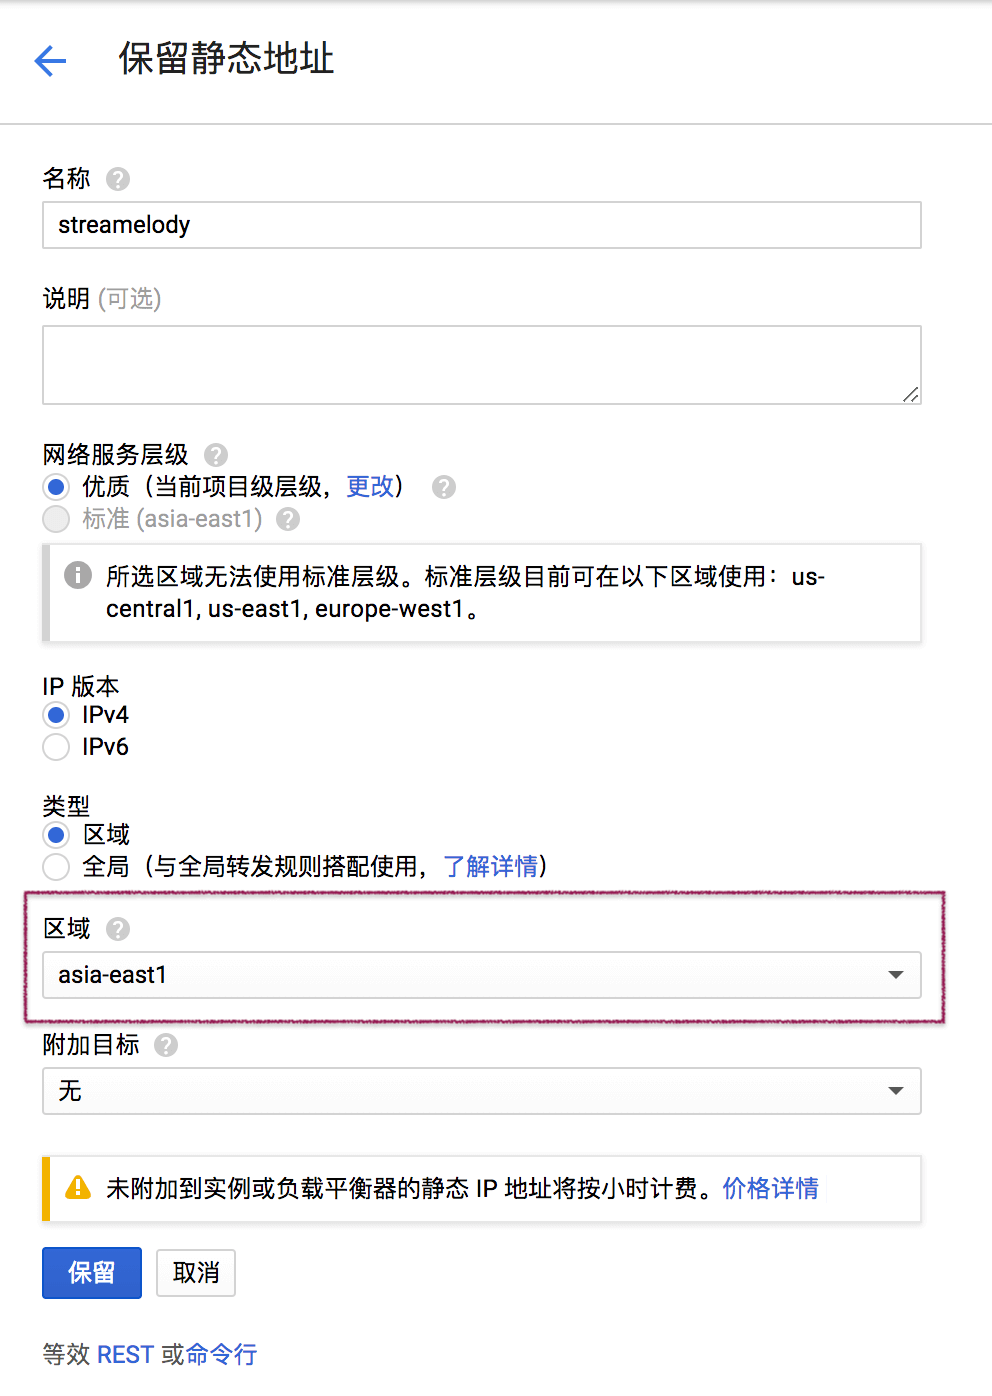 保留静态地址
名称
streamelody
说明 (可选)
网络服务层级
优质（当前项目级层级，更改）
标准 (asia-east1)
所选区域无法使用标准层级。标准层级目前可在以下区域使用：us-
central1, us-east1, europe-west1。
IP 版本
IPv4
IPv6
类型
区域
全局（与全局转发规则搭配使用，了解详情）
区域
asia-east1
附加目标
无
未附加到实例或负载平衡器的静态 IP 地址将按小时计费。价格详情
保留 取消
等效 REST 或命令行